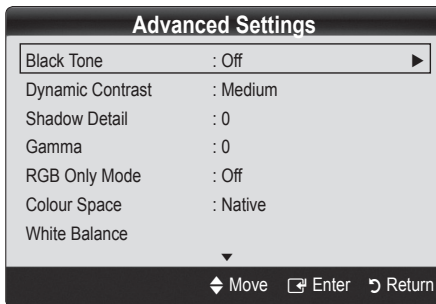 Advanced Settings
Black Tone : Off ►
Dynamic Contrast : Medium
Shadow Detail : 0
Gamma : 0
RGB Only Mode : Off
Colour Space : Native
White Balance
▼
Move Enter Return